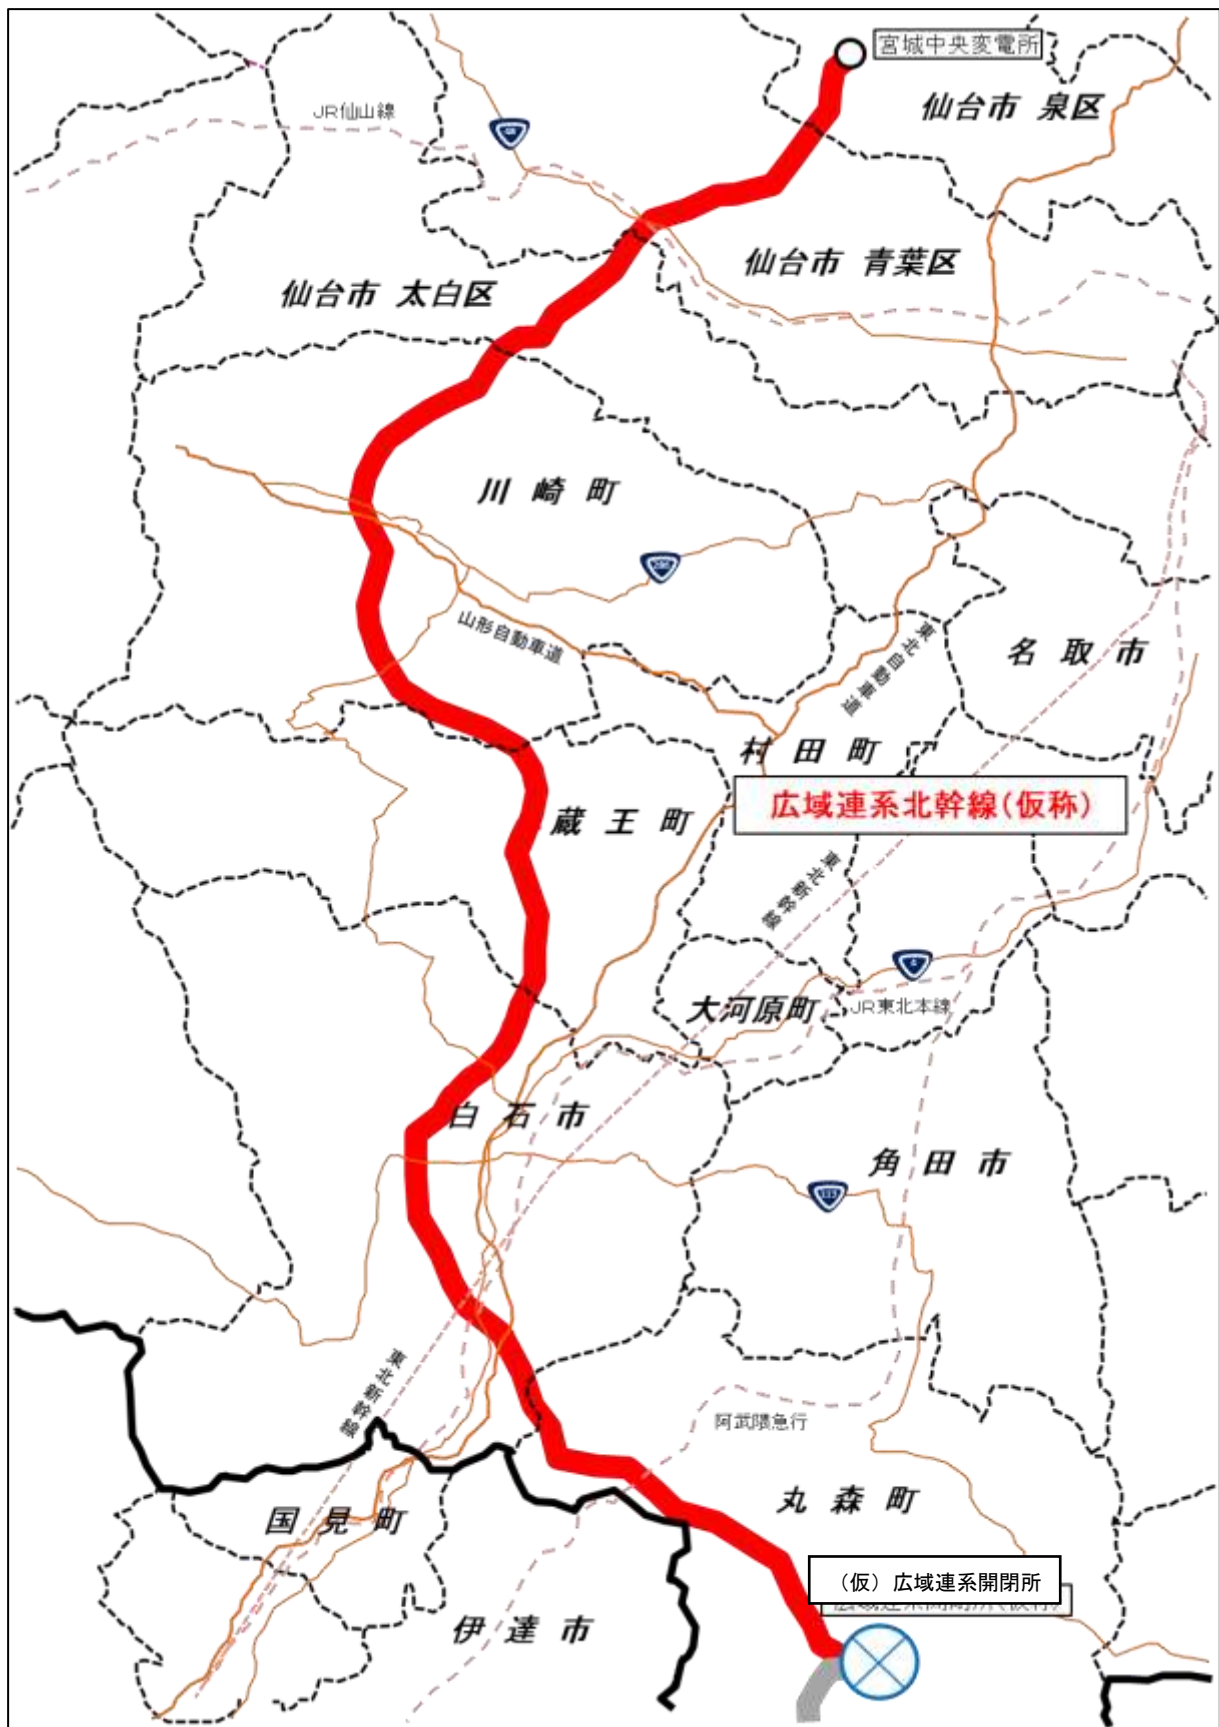 宮城中央変電所
仙台市 泉区
JR仙山線
48
仙台市 青葉区
仙台市 太白区
川崎町
286
山形自動車道
東北自動車道
名取市
村田町
広域連系北幹線(仮称)
蔵王町
東北新幹線
4
大河原町
JR東北本線
白石市
角田市
113
東北新幹線
阿武隈急行
丸森町
国見町
(仮)広域連系開閉所
伊達市